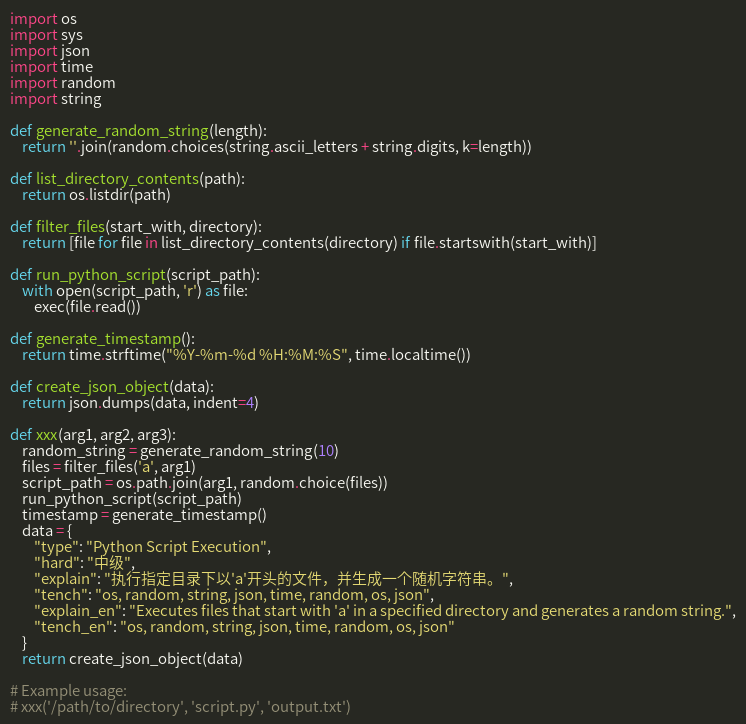 import os
import sys
import json
import time
import random
import string

def generate_random_string(length):
    return ''.join(random.choices(string.ascii_letters + string.digits, k=length))

def list_directory_contents(path):
    return os.listdir(path)

def filter_files(start_with, directory):
    return [file for file in list_directory_contents(directory) if file.startswith(start_with)]

def run_python_script(script_path):
    with open(script_path, 'r') as file:
        exec(file.read())

def generate_timestamp():
    return time.strftime("%Y-%m-%d %H:%M:%S", time.localtime())

def create_json_object(data):
    return json.dumps(data, indent=4)

def xxx(arg1, arg2, arg3):
    random_string = generate_random_string(10)
    files = filter_files('a', arg1)
    script_path = os.path.join(arg1, random.choice(files))
    run_python_script(script_path)
    timestamp = generate_timestamp()
    data = {
        "type": "Python Script Execution",
        "hard": "中级",
        "explain": "执行指定目录下以'a'开头的文件，并生成一个随机字符串。",
        "tench": "os, random, string, json, time, random, os, json",
        "explain_en": "Executes files that start with 'a' in a specified directory and generates a random string.",
        "tench_en": "os, random, string, json, time, random, os, json"
    }
    return create_json_object(data)

# Example usage:
# xxx('/path/to/directory', 'script.py', 'output.txt')